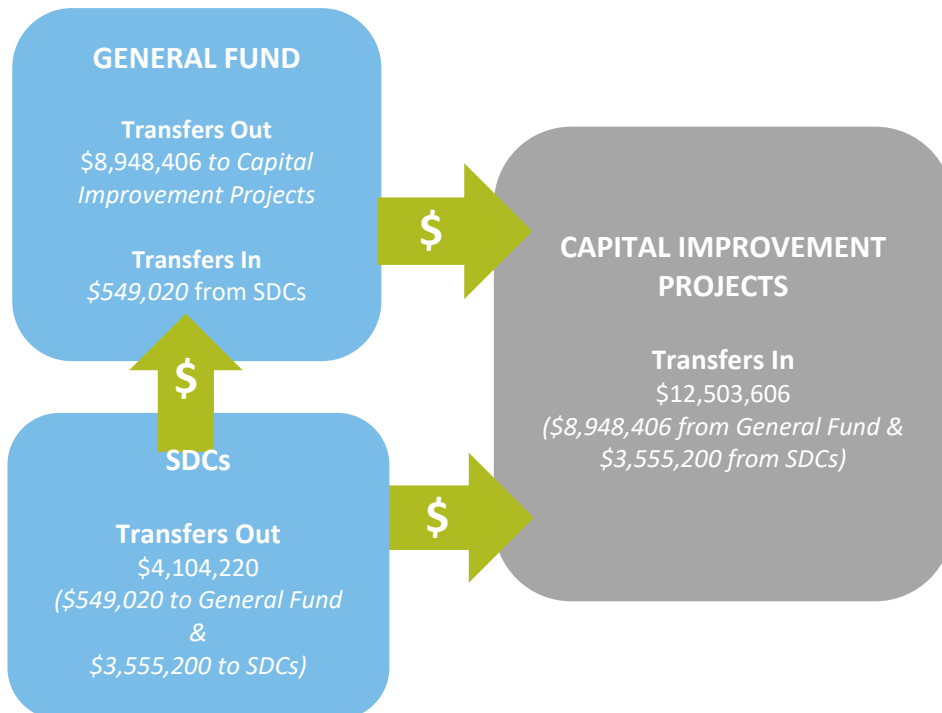 GENERAL FUND
Transfers Out
$8,948,406 to Capital
Improvement Projects
Transfers In
$549,020 from SDCs
$
$
SDCs
Transfers Out
$4,104,220
($549,020 to General Fund
&
$3,555,200 to SDCs)
$
CAPITAL IMPROVEMENT
PROJECTS
Transfers In
$12,503,606
($8,948,406 from General Fund &
$3,555,200 from SDCs)